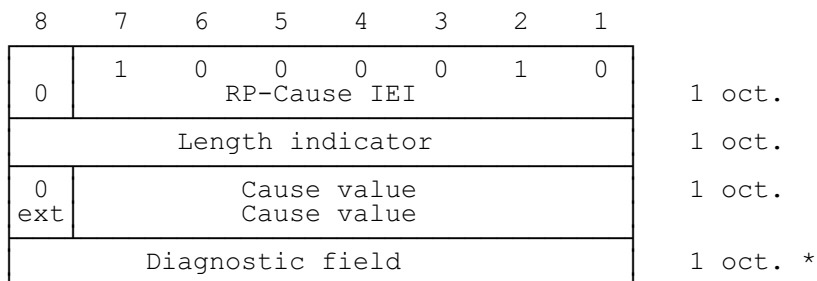 8 7 6 5 4 3 2 1
1 0 0 0 0 1 0
0 RP-Cause IEI 1 oct.
Length indicator 1 oct.
0 Cause value 1 oct.
ext Cause value
Diagnostic field 1 oct. *